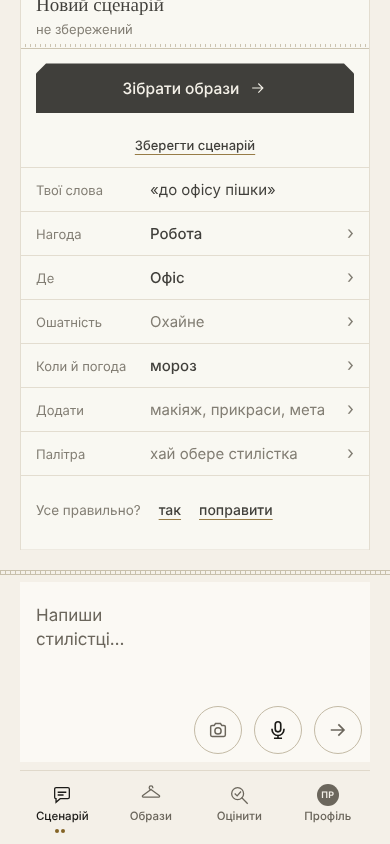 Новий сценарій
не збережений
Зібрати образи →
Зберегти сценарій
Твої слова «до офісу пішки»
Нагода Робота
Де Офіс
Ошатність Охайне
Коли й погода мороз
Додати макіяж, прикраси, мета
Палітра хай обере стилістка
Усе правильно? так поправити
Напиши
стилістці...
Сценарій Образи Оцінити ПР Профіль